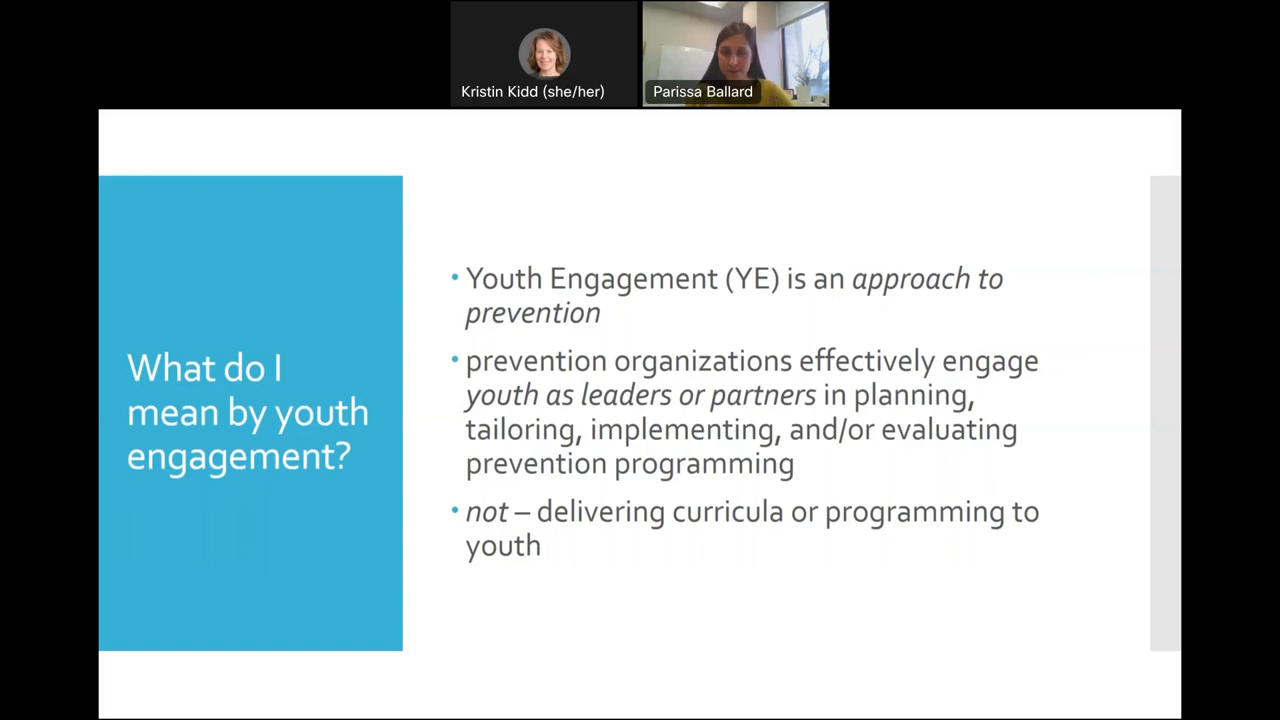 Kristin Kidd (she/her)
Parissa Ballard
What do I
mean by youth
engagement?
• Youth Engagement (YE) is an approach to
prevention
• prevention organizations effectively engage
youth as leaders or partners in planning,
tailoring, implementing, and/or evaluating
prevention programming
• not – delivering curricula or programming to
youth